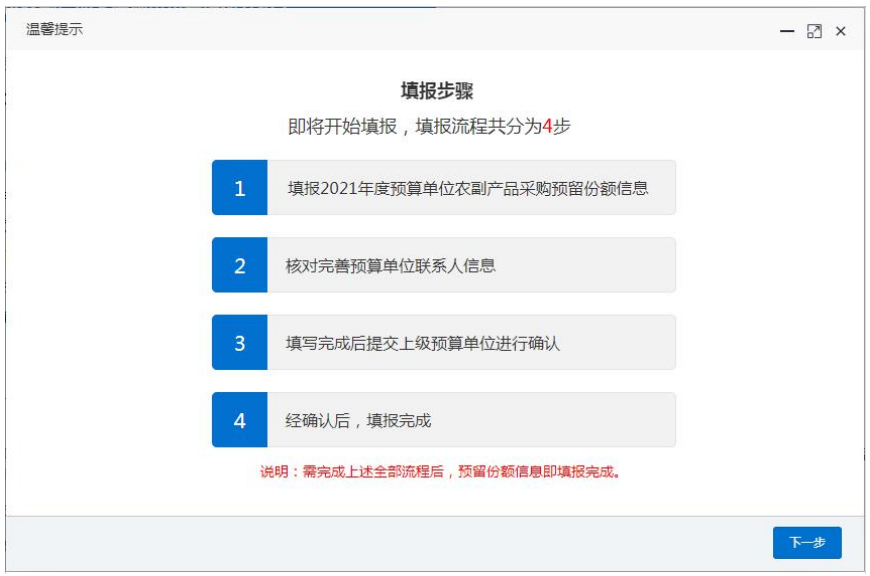 温馨提示
填报步骤
即将开始填报，填报流程共分为4步
1 填报2021年度预算单位农副产品采购预留份额信息
2 核对完善预算单位联系人信息
3 填写完成后提交上级预算单位进行确认
4 经确认后，填报完成
说明：需完成上述全部流程后，预留份额信息即填报完成。
下一步